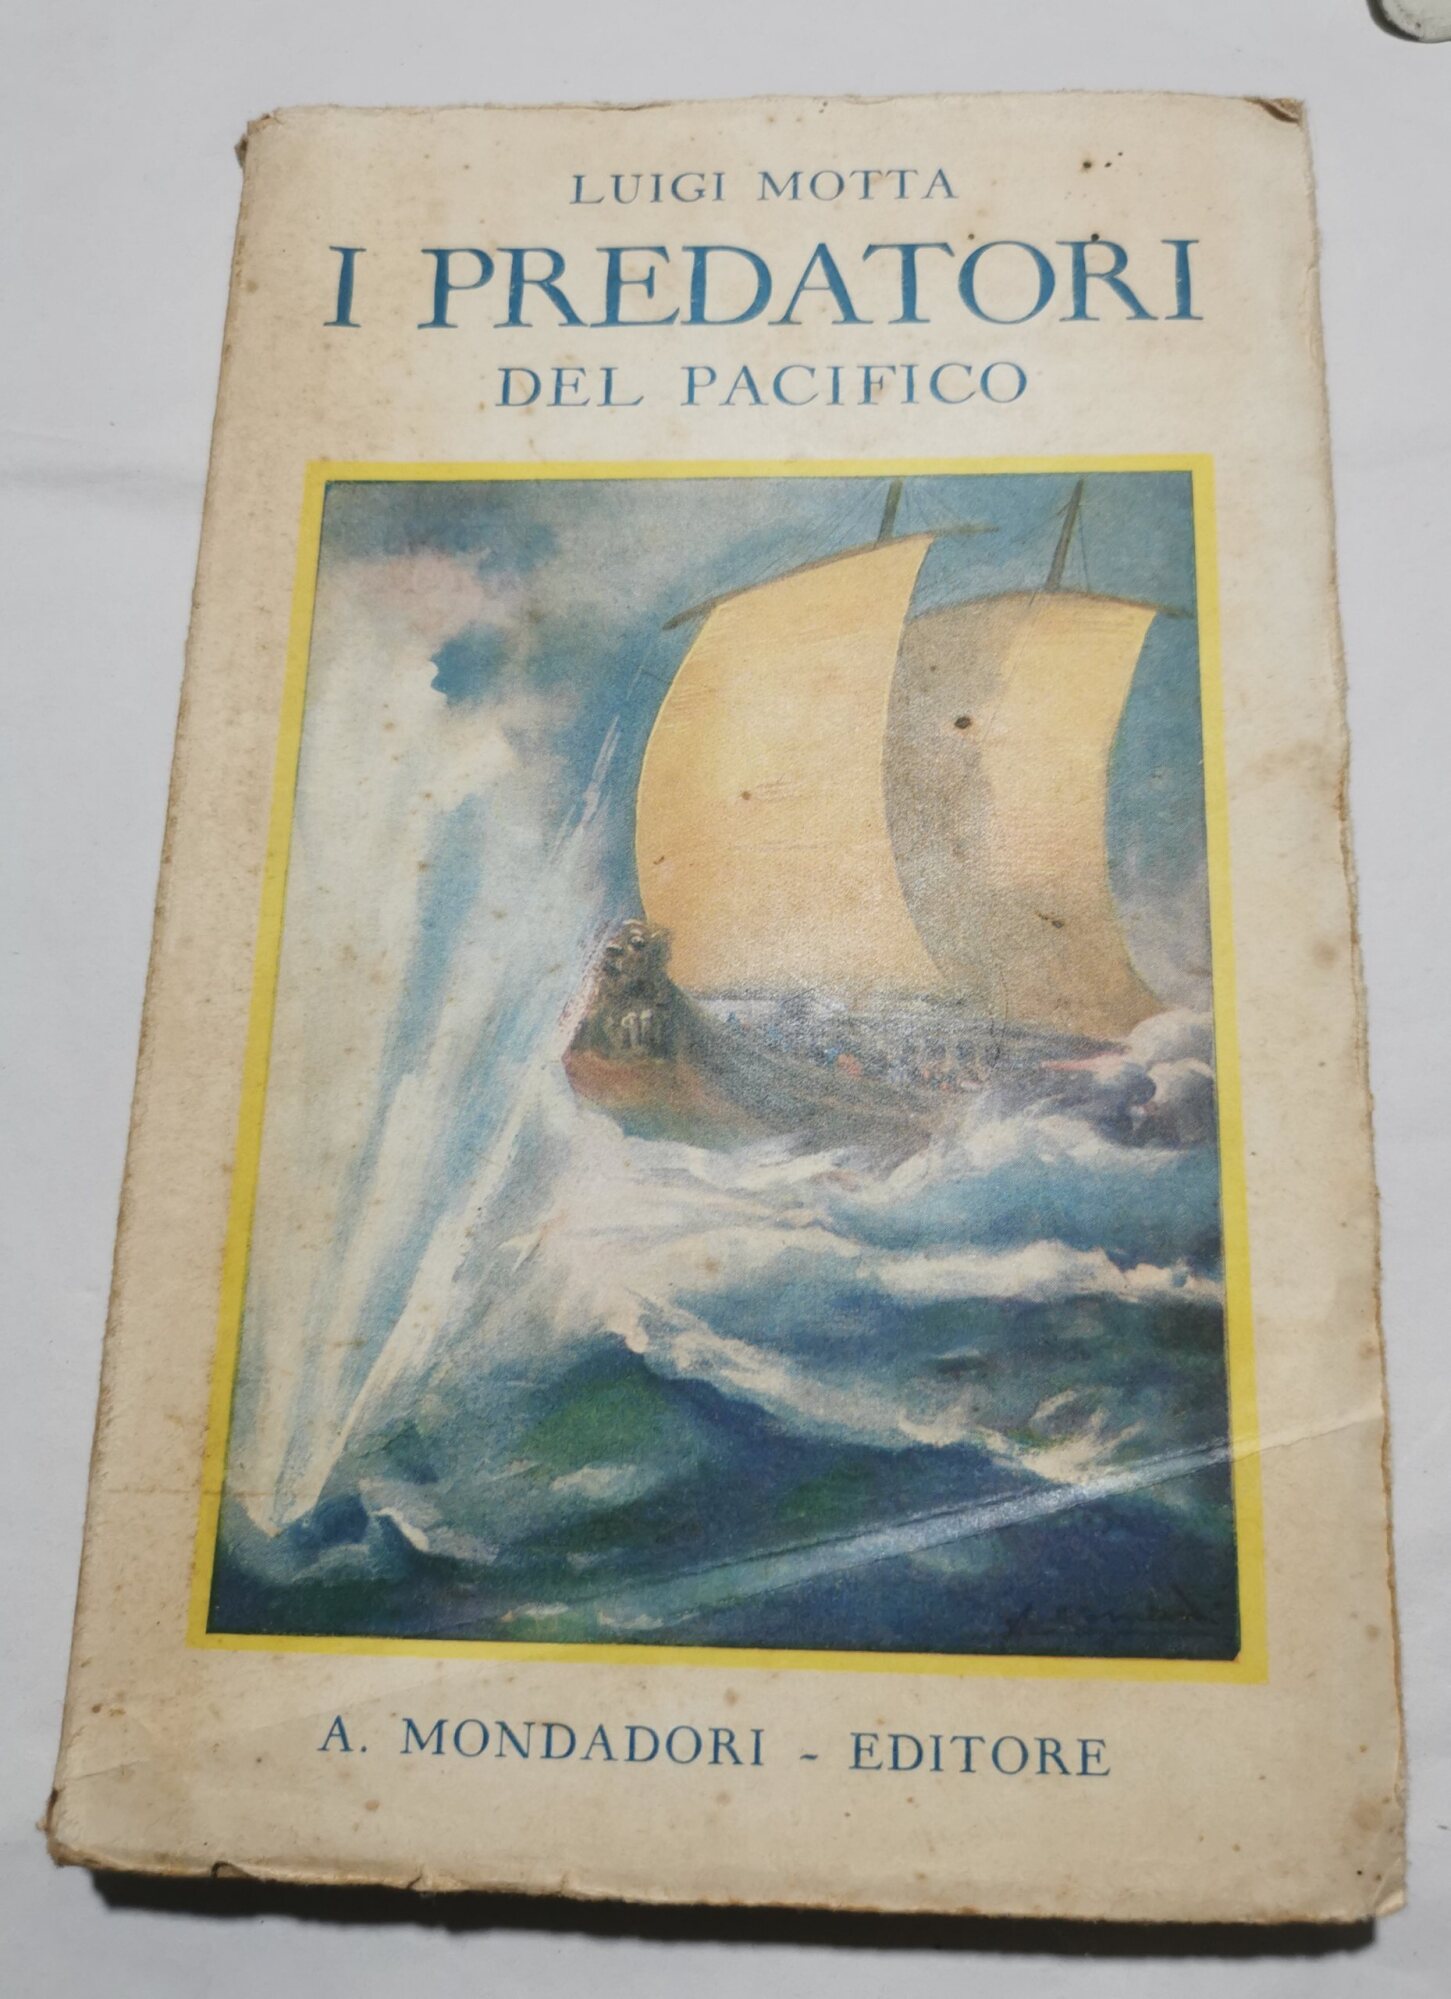 LUIGI MOTTA
I PREDATORI
DEL PACIFICO
A. MONDADORI - EDITORE